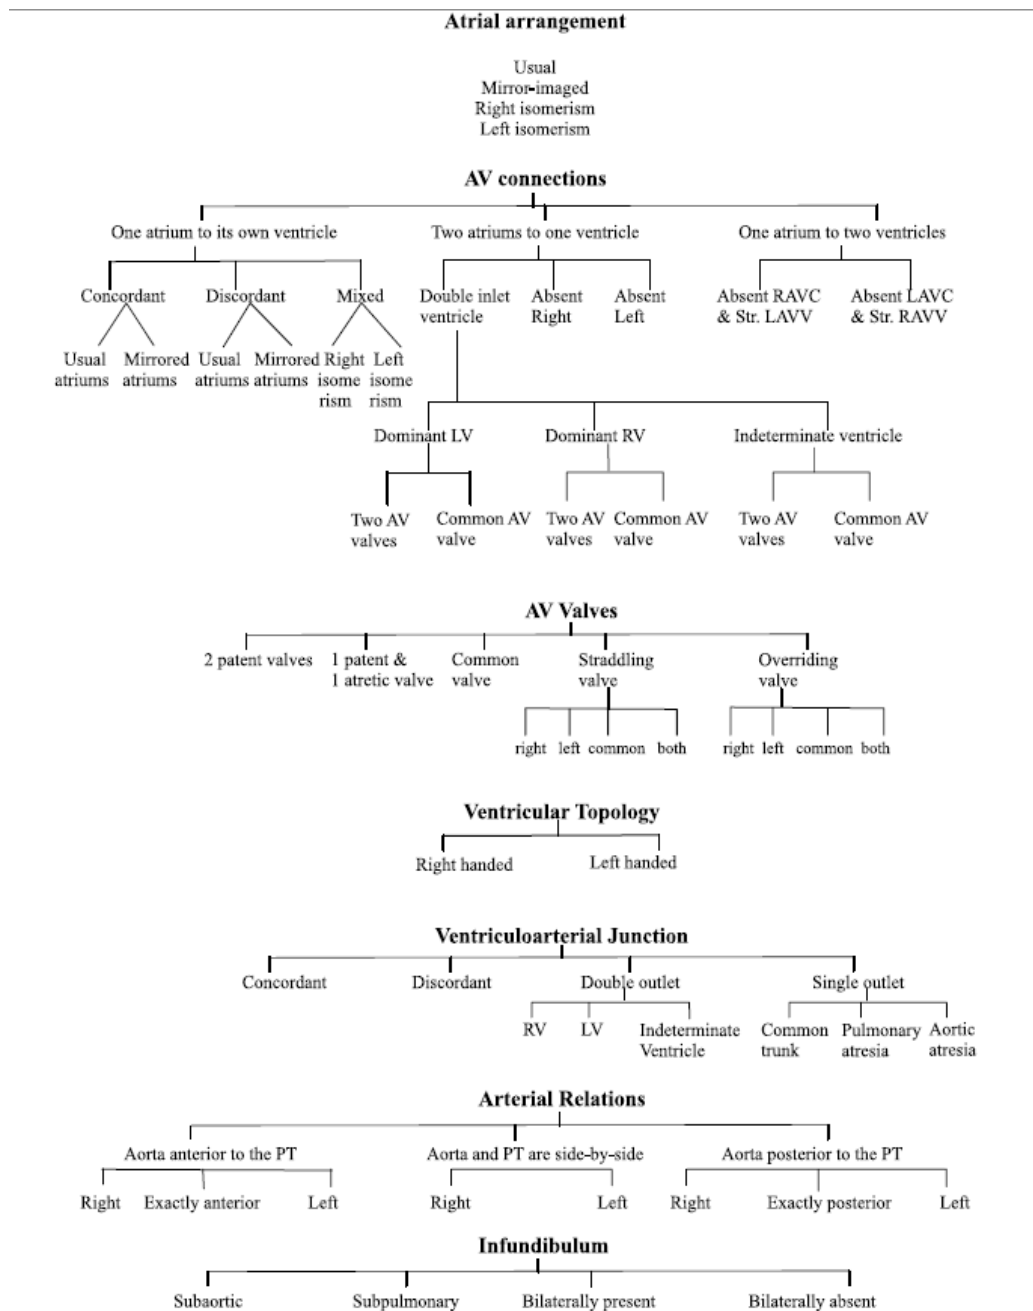 Atrial arrangement
Usual
Mirror-imaged
Right isomerism
Left isomerism
AV connections
One atrium to its own ventricle
Two atriums to one ventricle
One atrium to two ventricles
Concordant
Discordant
Mixed
Double inlet
ventricle
Absent
Right
Absent
Left
Absent RAVC
& Str. LAVV
Absent LAVC
& Str. RAVV
Usual
atriums
Mirrored
atriums
Usual
atriums
Mirrored
atriums
Right
isome
rism
Left
isome
rism
Dominant LV
Dominant RV
Indeterminate ventricle
Two AV
valves
Common AV
valve
Two AV
valves
Common AV
valve
Two AV
valves
Common AV
valve
AV Valves
2 patent valves
1 patent &
1 atretic valve
Common
valve
Straddling
valve
Overriding
valve
right
left
common
both
right
left
common
both
Ventricular Topology
Right handed
Left handed
Ventriculoarterial Junction
Concordant
Discordant
Double outlet
Single outlet
RV
LV
Indeterminate
Ventricle
Common
trunk
Pulmonary
atresia
Aortic
atresia
Arterial Relations
Aorta anterior to the PT
Aorta and PT are side-by-side
Aorta posterior to the PT
Right
Exactly anterior
Left
Right
Left
Right
Exactly posterior
Left
Infundibulum
Subaortic
Subpulmonary
Bilaterally present
Bilaterally absent